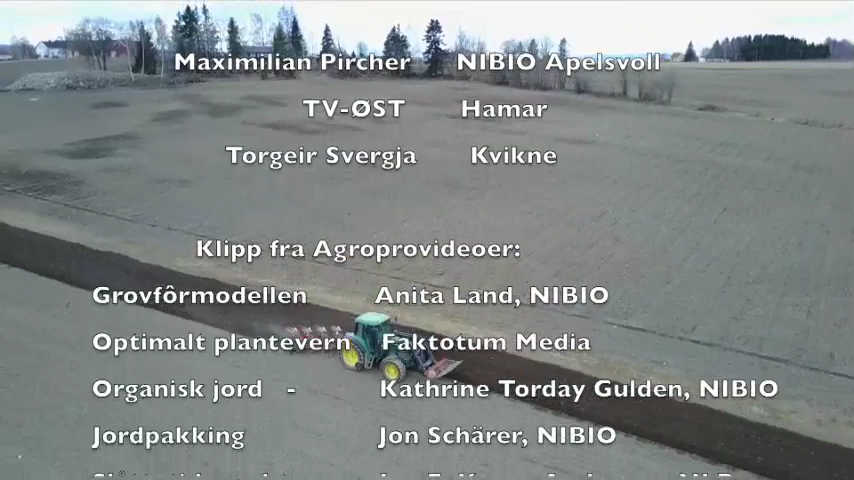 Maximilian Pircher NIBIO Apelsvoll
TV-ØST Hamar
Torgeir Svergja Kvikne
Klipp fra Agroprovideoer:
Grovfôrmodellen Anita Land, NIBIO
Optimalt plantevern Faktotum Media
Organisk jord - Kathrine Torday Gulden, NIBIO
Jordpakking Jon Schärer, NIBIO